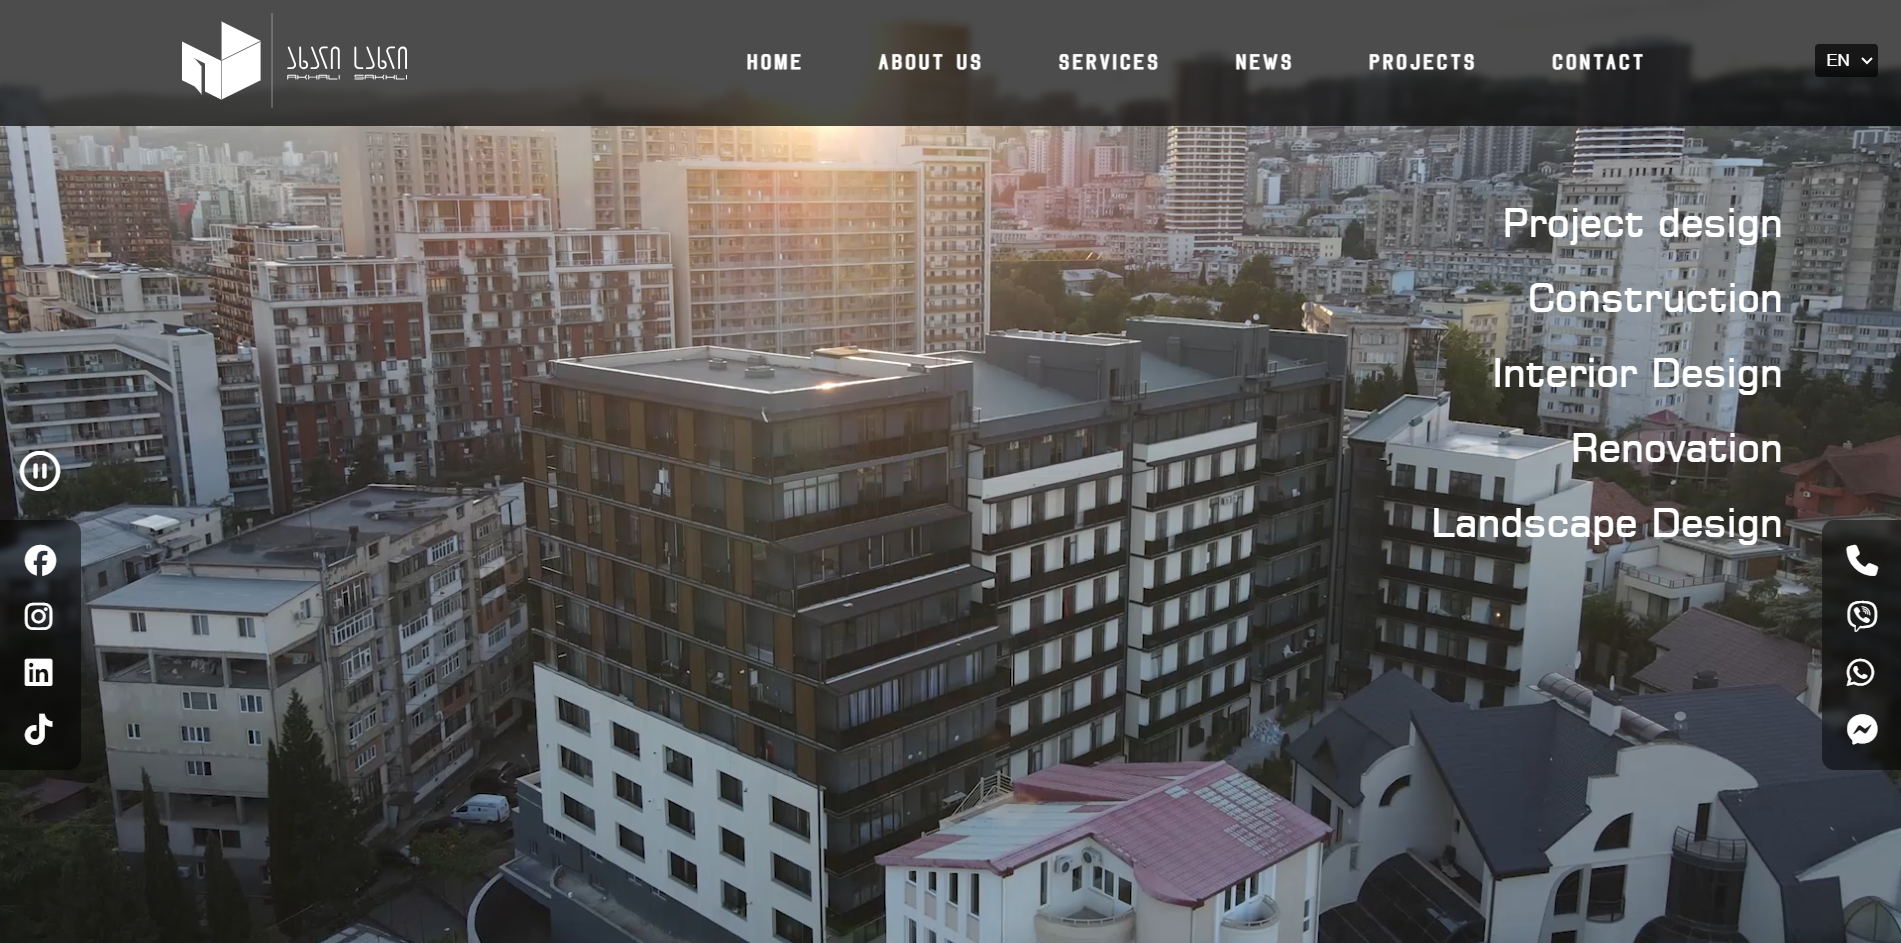 ახალი სახლი
AKHALI SAKHLI
HOME ABOUT US SERVICES NEWS PROJECTS CONTACT EN
Project design
Construction
Interior Design
Renovation
Landscape Design